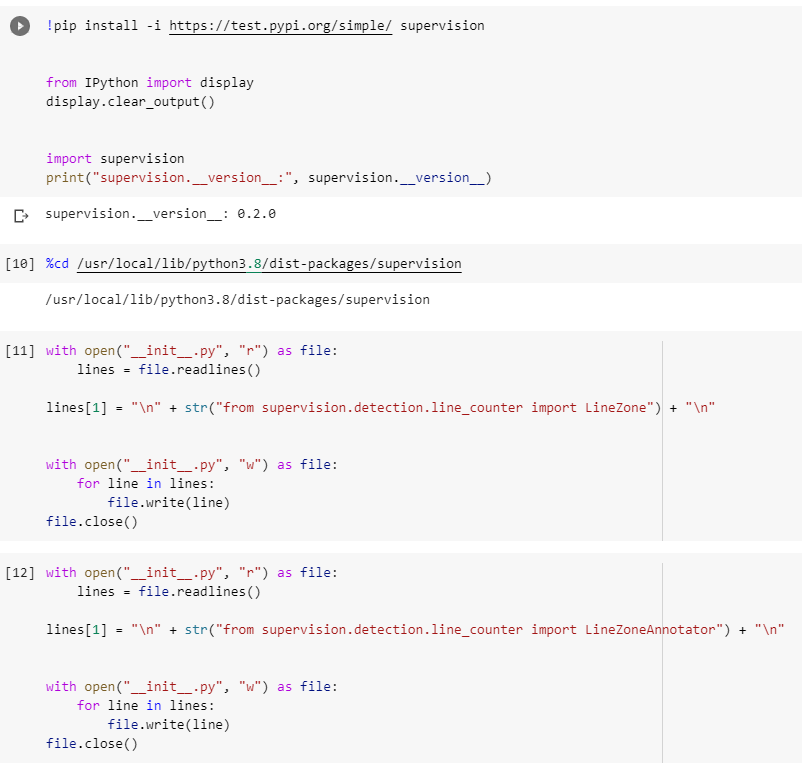 !pip install -i https://test.pypi.org/simple/ supervision
from IPython import display
display.clear_output()
import supervision
print("supervision.__version__:", supervision.__version__)
supervision.__version__: 0.2.0
[10] %cd /usr/local/lib/python3.8/dist-packages/supervision
/usr/local/lib/python3.8/dist-packages/supervision
[11] with open("__init__.py", "r") as file:
    lines = file.readlines()
lines[1] = "\n" + str("from supervision.detection.line_counter import LineZone") + "\n"
with open("__init__.py", "w") as file:
    for line in lines:
        file.write(line)
file.close()
[12] with open("__init__.py", "r") as file:
    lines = file.readlines()
lines[1] = "\n" + str("from supervision.detection.line_counter import LineZoneAnnotator") + "\n"
with open("__init__.py", "w") as file:
    for line in lines:
        file.write(line)
file.close()